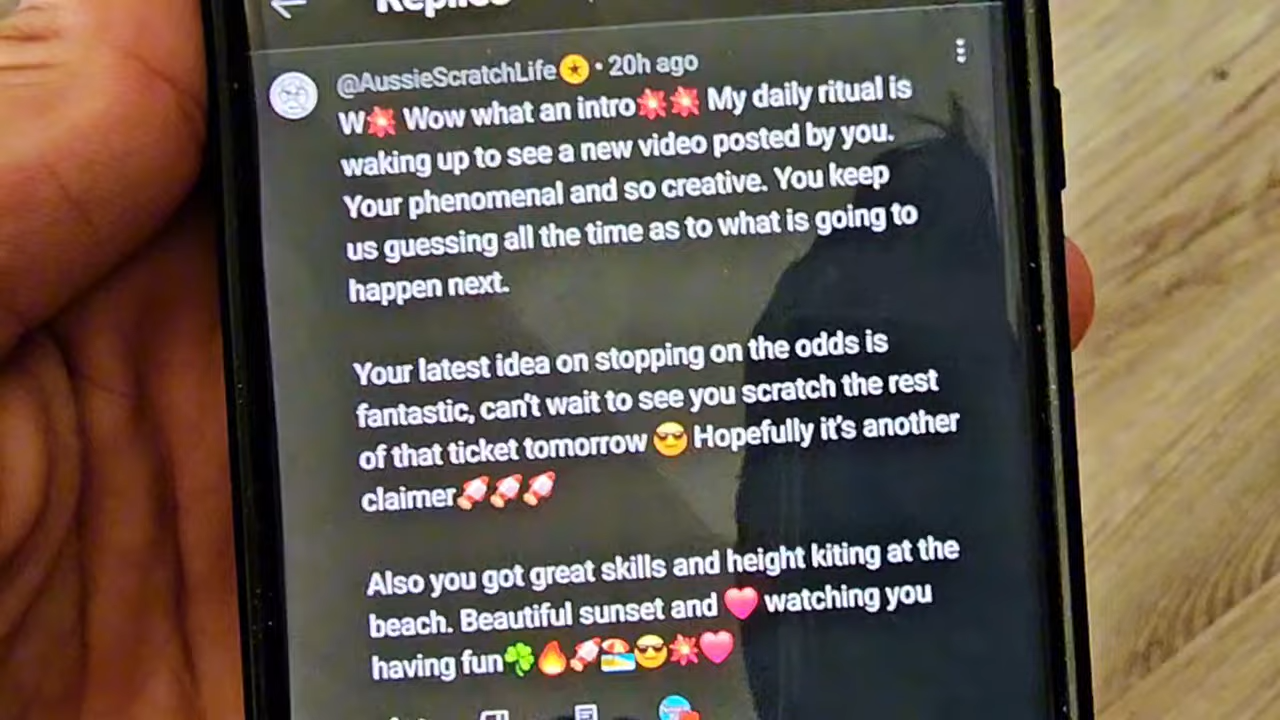 Replies
@AussieScratchLife • 20h ago
W💥 Wow what an intro💥💥 My daily ritual is
waking up to see a new video posted by you.
Your phenomenal and so creative. You keep
us guessing all the time as to what is going to
happen next.
Your latest idea on stopping on the odds is
fantastic, can't wait to see you scratch the rest
of that ticket tomorrow 😎 Hopefully it's another
claimer🚀🚀🚀
Also you got great skills and height kiting at the
beach. Beautiful sunset and ❤️ watching you
having fun🍀🔥🚀🏖️😎💥❤️